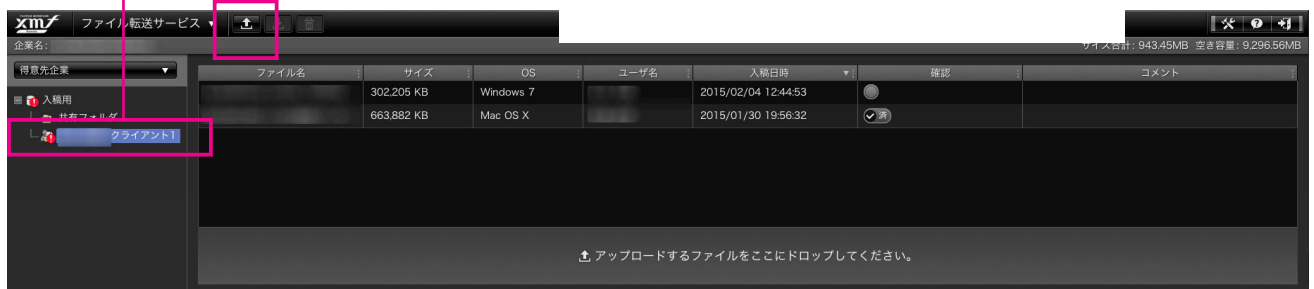 xmf ファイル転送サービス ▼
企業名:
サイズ合計: 943.45MB 空き容量: 9,296.56MB
得意先企業 ▼
ファイル名 サイズ OS ユーザ名 入稿日時 ▼ 確認 コメント
302,205 KB Windows 7 2015/02/04 12:44:53
663,882 KB Mac OS X 2015/01/30 19:56:32 済
入稿用
共有フォルダ
クライアント1
アップロードするファイルをここにドロップしてください。